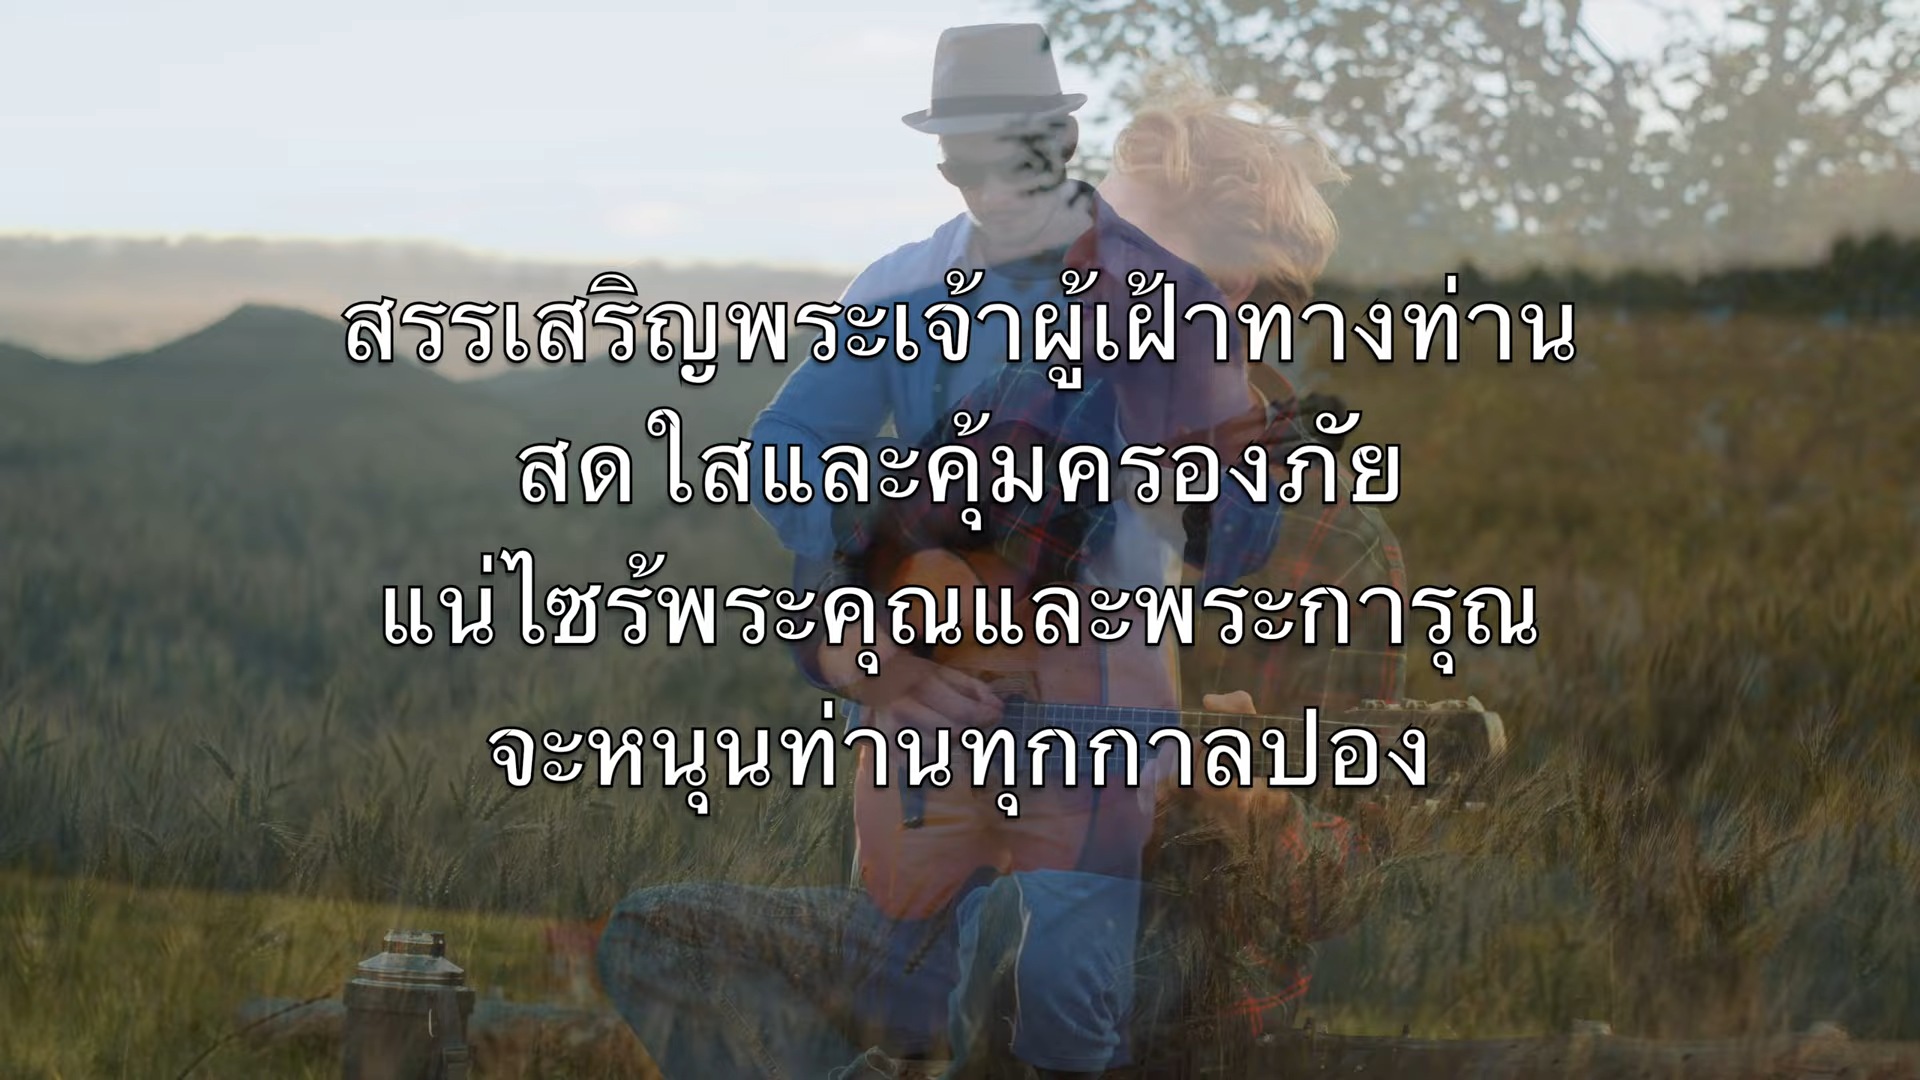 สรรเสริญพระเจ้าผู้เฝ้าทางท่าน
สดใสและคุ้มครองภัย
แน่ไซร้พระคุณและพระการุณ
จะหนุนท่านทุกกาลปอง